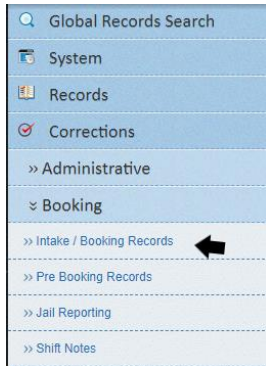 Global Records Search
System
Records
Corrections
» Administrative
» Booking
» Intake / Booking Records
» Pre Booking Records
» Jail Reporting
» Shift Notes